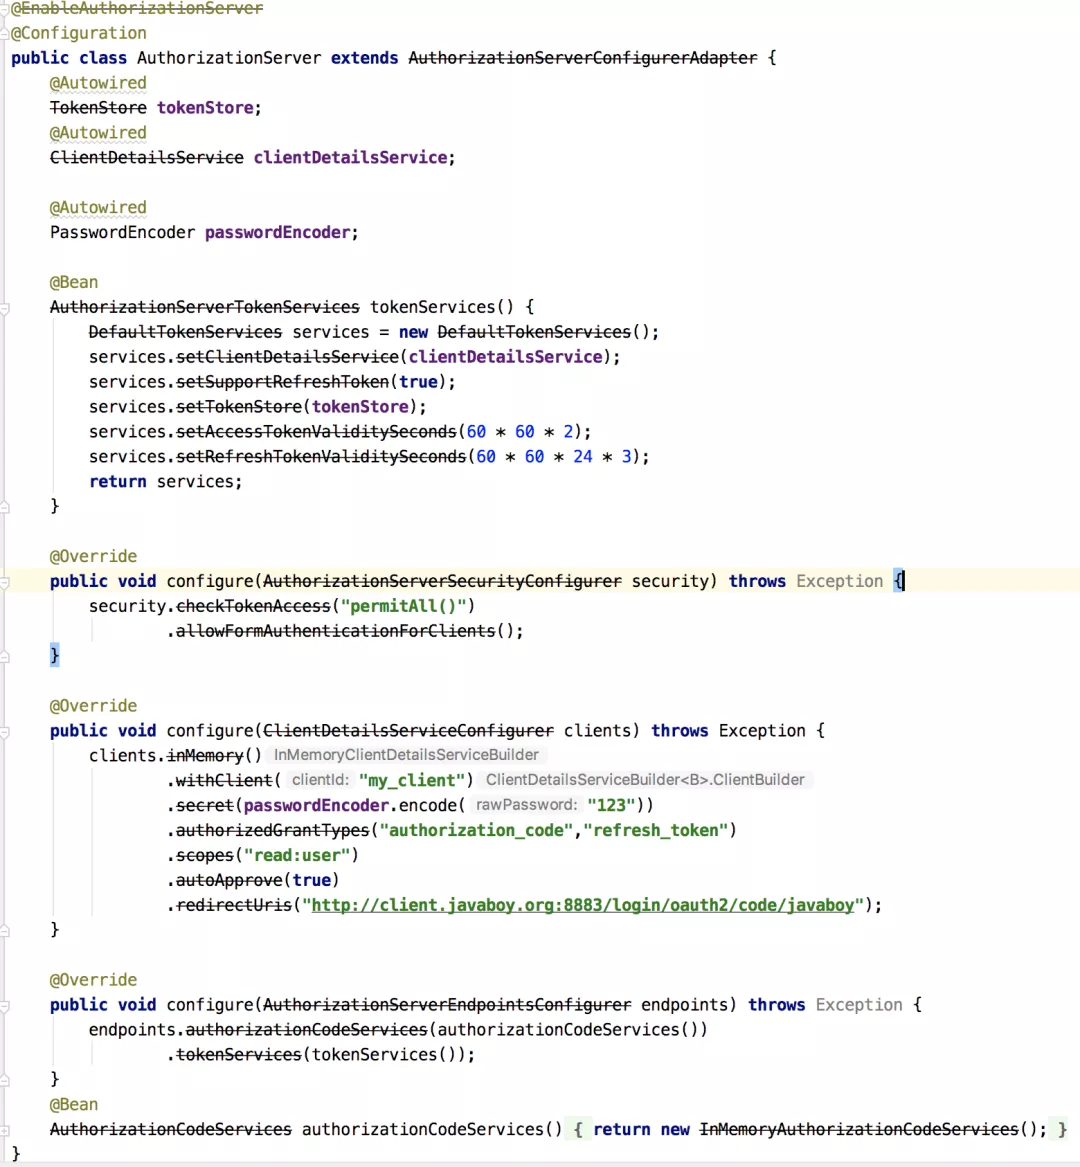 @EnableAuthorizationServer
@Configuration
public class AuthorizationServer extends AuthorizationServerConfigurerAdapter {
    @Autowired
    TokenStore tokenStore;
    @Autowired
    ClientDetailsService clientDetailsService;

    @Autowired
    PasswordEncoder passwordEncoder;

    @Bean
    AuthorizationServerTokenServices tokenServices() {
        DefaultTokenServices services = new DefaultTokenServices();
        services.setClientDetailsService(clientDetailsService);
        services.setSupportRefreshToken(true);
        services.setTokenStore(tokenStore);
        services.setAccessTokenValiditySeconds(60 * 60 * 2);
        services.setRefreshTokenValiditySeconds(60 * 60 * 24 * 3);
        return services;
    }

    @Override
    public void configure(AuthorizationServerSecurityConfigurer security) throws Exception {
        security.checkTokenAccess("permitAll()")
                .allowFormAuthenticationForClients();
    }

    @Override
    public void configure(ClientDetailsServiceConfigurer clients) throws Exception {
        clients.inMemory() InMemoryClientDetailsServiceBuilder
                .withClient( clientId: "my_client") ClientDetailsServiceBuilder<B>.ClientBuilder
                .secret(passwordEncoder.encode( rawPassword: "123"))
                .authorizedGrantTypes("authorization_code","refresh_token")
                .scopes("read:user")
                .autoApprove(true)
                .redirectUris("http://client.javaboy.org:8883/login/oauth2/code/javaboy");
    }

    @Override
    public void configure(AuthorizationServerEndpointsConfigurer endpoints) throws Exception {
        endpoints.authorizationCodeServices(authorizationCodeServices())
                .tokenServices(tokenServices());
    }
    @Bean
    AuthorizationCodeServices authorizationCodeServices() { return new InMemoryAuthorizationCodeServices(); }
}